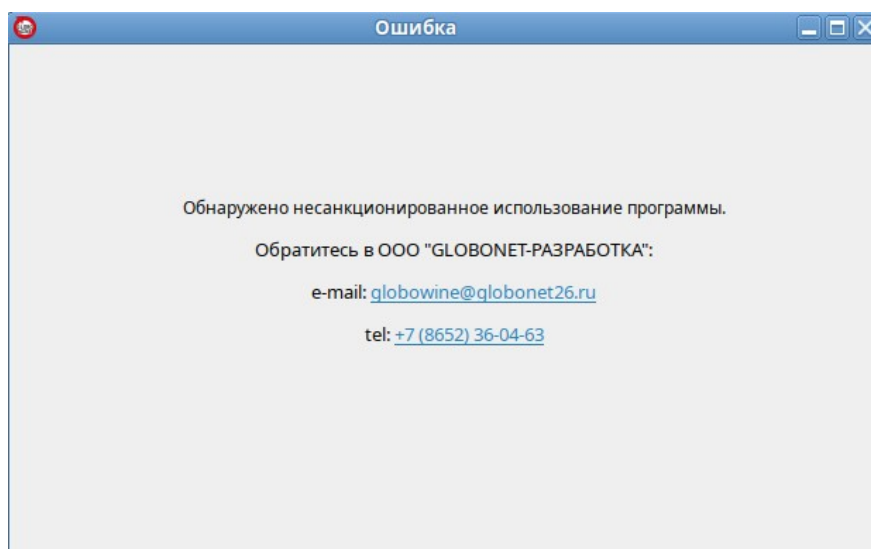 Ошибка
Обнаружено несанкционированное использование программы.
Обратитесь в ООО "GLOBONET-РАЗРАБОТКА":
e-mail: globowine@globonet26.ru
tel: +7 (8652) 36-04-63